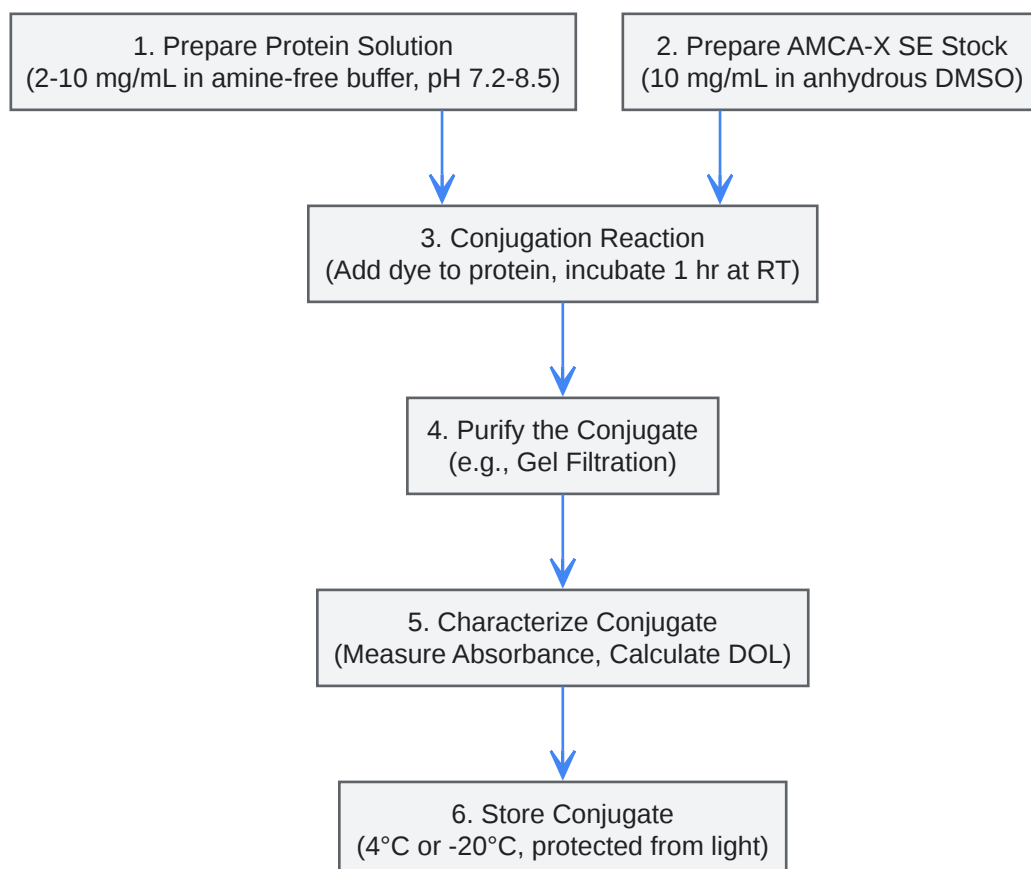 1. Prepare Protein Solution
(2-10 mg/mL in amine-free buffer, pH 7.2-8.5)
2. Prepare AMCA-X SE Stock
(10 mg/mL in anhydrous DMSO)
3. Conjugation Reaction
(Add dye to protein, incubate 1 hr at RT)
4. Purify the Conjugate
(e.g., Gel Filtration)
5. Characterize Conjugate
(Measure Absorbance, Calculate DOL)
6. Store Conjugate
(4°C or -20°C, protected from light)